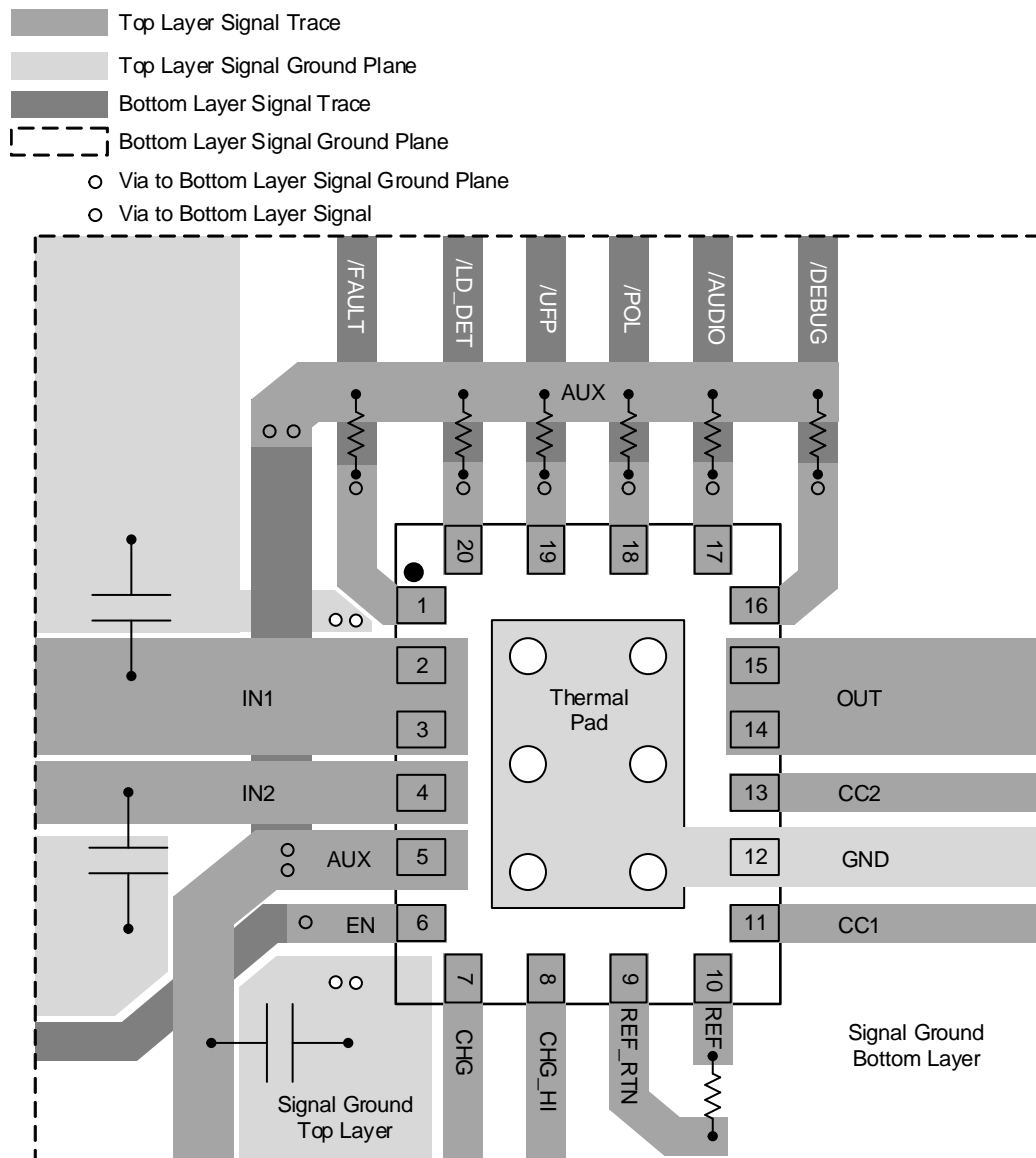 Top Layer Signal Trace
Top Layer Signal Ground Plane
Bottom Layer Signal Trace
Bottom Layer Signal Ground Plane
Via to Bottom Layer Signal Ground Plane
Via to Bottom Layer Signal
/FAULT
/LD_DET
/UFP
/POL
/AUDIO
/DEBUG
AUX
20
19
18
17
1
16
2
15
Thermal
Pad
IN1
OUT
3
14
IN2
4
13
CC2
AUX
5
12
GND
EN
6
11
CC1
7
8
9
10
CHG
CHG_HI
REF_RTN
REF
Signal Ground
Bottom Layer
Signal Ground
Top Layer